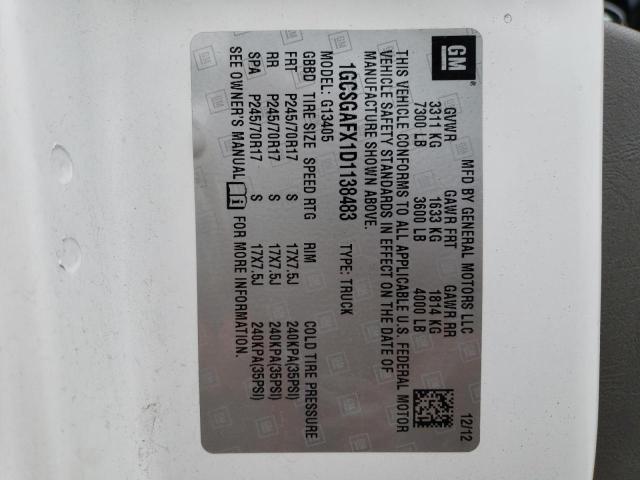 GM
MFD BY GENERAL MOTORS LLC 12/12
GVWR GAWR FRT GAWR RR
3311 KG 1633 KG 1814 KG
7300 LB 3600 LB 4000 LB
THIS VEHICLE CONFORMS TO ALL APPLICABLE U.S. FEDERAL MOTOR
VEHICLE SAFETY STANDARDS IN EFFECT ON THE DATE OF
MANUFACTURE SHOWN ABOVE.
1GCSGAFX1D1138483 TYPE: TRUCK
MODEL: G13405
GBBD TIRE SIZE SPEED RTG RIM COLD TIRE PRESSURE
FRT P245/70R17 S 17X7.5J 240KPA(35PSI)
RR P245/70R17 S 17X7.5J 240KPA(35PSI)
SPA P245/70R17 S 17X7.5J 240KPA(35PSI)
SEE OWNER'S MANUAL i FOR MORE INFORMATION.